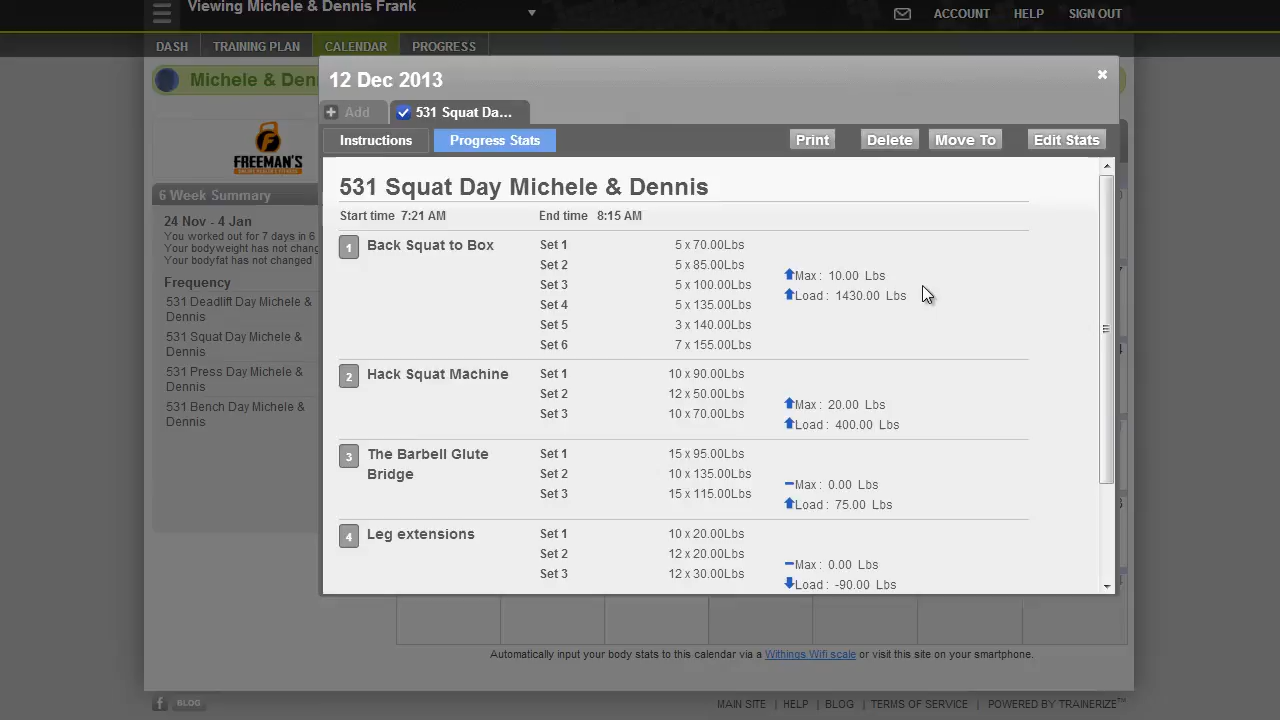 Viewing Michele & Dennis Frank
ACCOUNT HELP SIGN OUT
DASH TRAINING PLAN CALENDAR PROGRESS
Michele & Den
12 Dec 2013
Add 531 Squat Da...
Instructions Progress Stats Print Delete Move To Edit Stats
FREEMAN'S
6 Week Summary
24 Nov - 4 Jan
You worked out for 7 days in 6
Your bodyweight has not chang
Your bodyfat has not changed
Frequency
531 Deadlift Day Michele &
Dennis
531 Squat Day Michele &
Dennis
531 Press Day Michele &
Dennis
531 Bench Day Michele &
Dennis
531 Squat Day Michele & Dennis
Start time 7:21 AM End time 8:15 AM
1 Back Squat to Box Set 1 5 x 70.00Lbs
Set 2 5 x 85.00Lbs
Max : 10.00 Lbs
Set 3 5 x 100.00Lbs
Load : 1430.00 Lbs
Set 4 5 x 135.00Lbs
Set 5 3 x 140.00Lbs
Set 6 7 x 155.00Lbs
2 Hack Squat Machine Set 1 10 x 90.00Lbs
Set 2 12 x 50.00Lbs
Max : 20.00 Lbs
Set 3 10 x 70.00Lbs
Load : 400.00 Lbs
3 The Barbell Glute Set 1 15 x 95.00Lbs
Bridge Set 2 10 x 135.00Lbs
Max : 0.00 Lbs
Set 3 15 x 115.00Lbs
Load : 75.00 Lbs
4 Leg extensions Set 1 10 x 20.00Lbs
Set 2 12 x 20.00Lbs
Max : 0.00 Lbs
Set 3 12 x 30.00Lbs
Load : -90.00 Lbs
Automatically input your body stats to this calendar via a Withings Wifi scale or visit this site on your smartphone.
BLOG MAIN SITE HELP BLOG TERMS OF SERVICE POWERED BY TRAINERIZE™